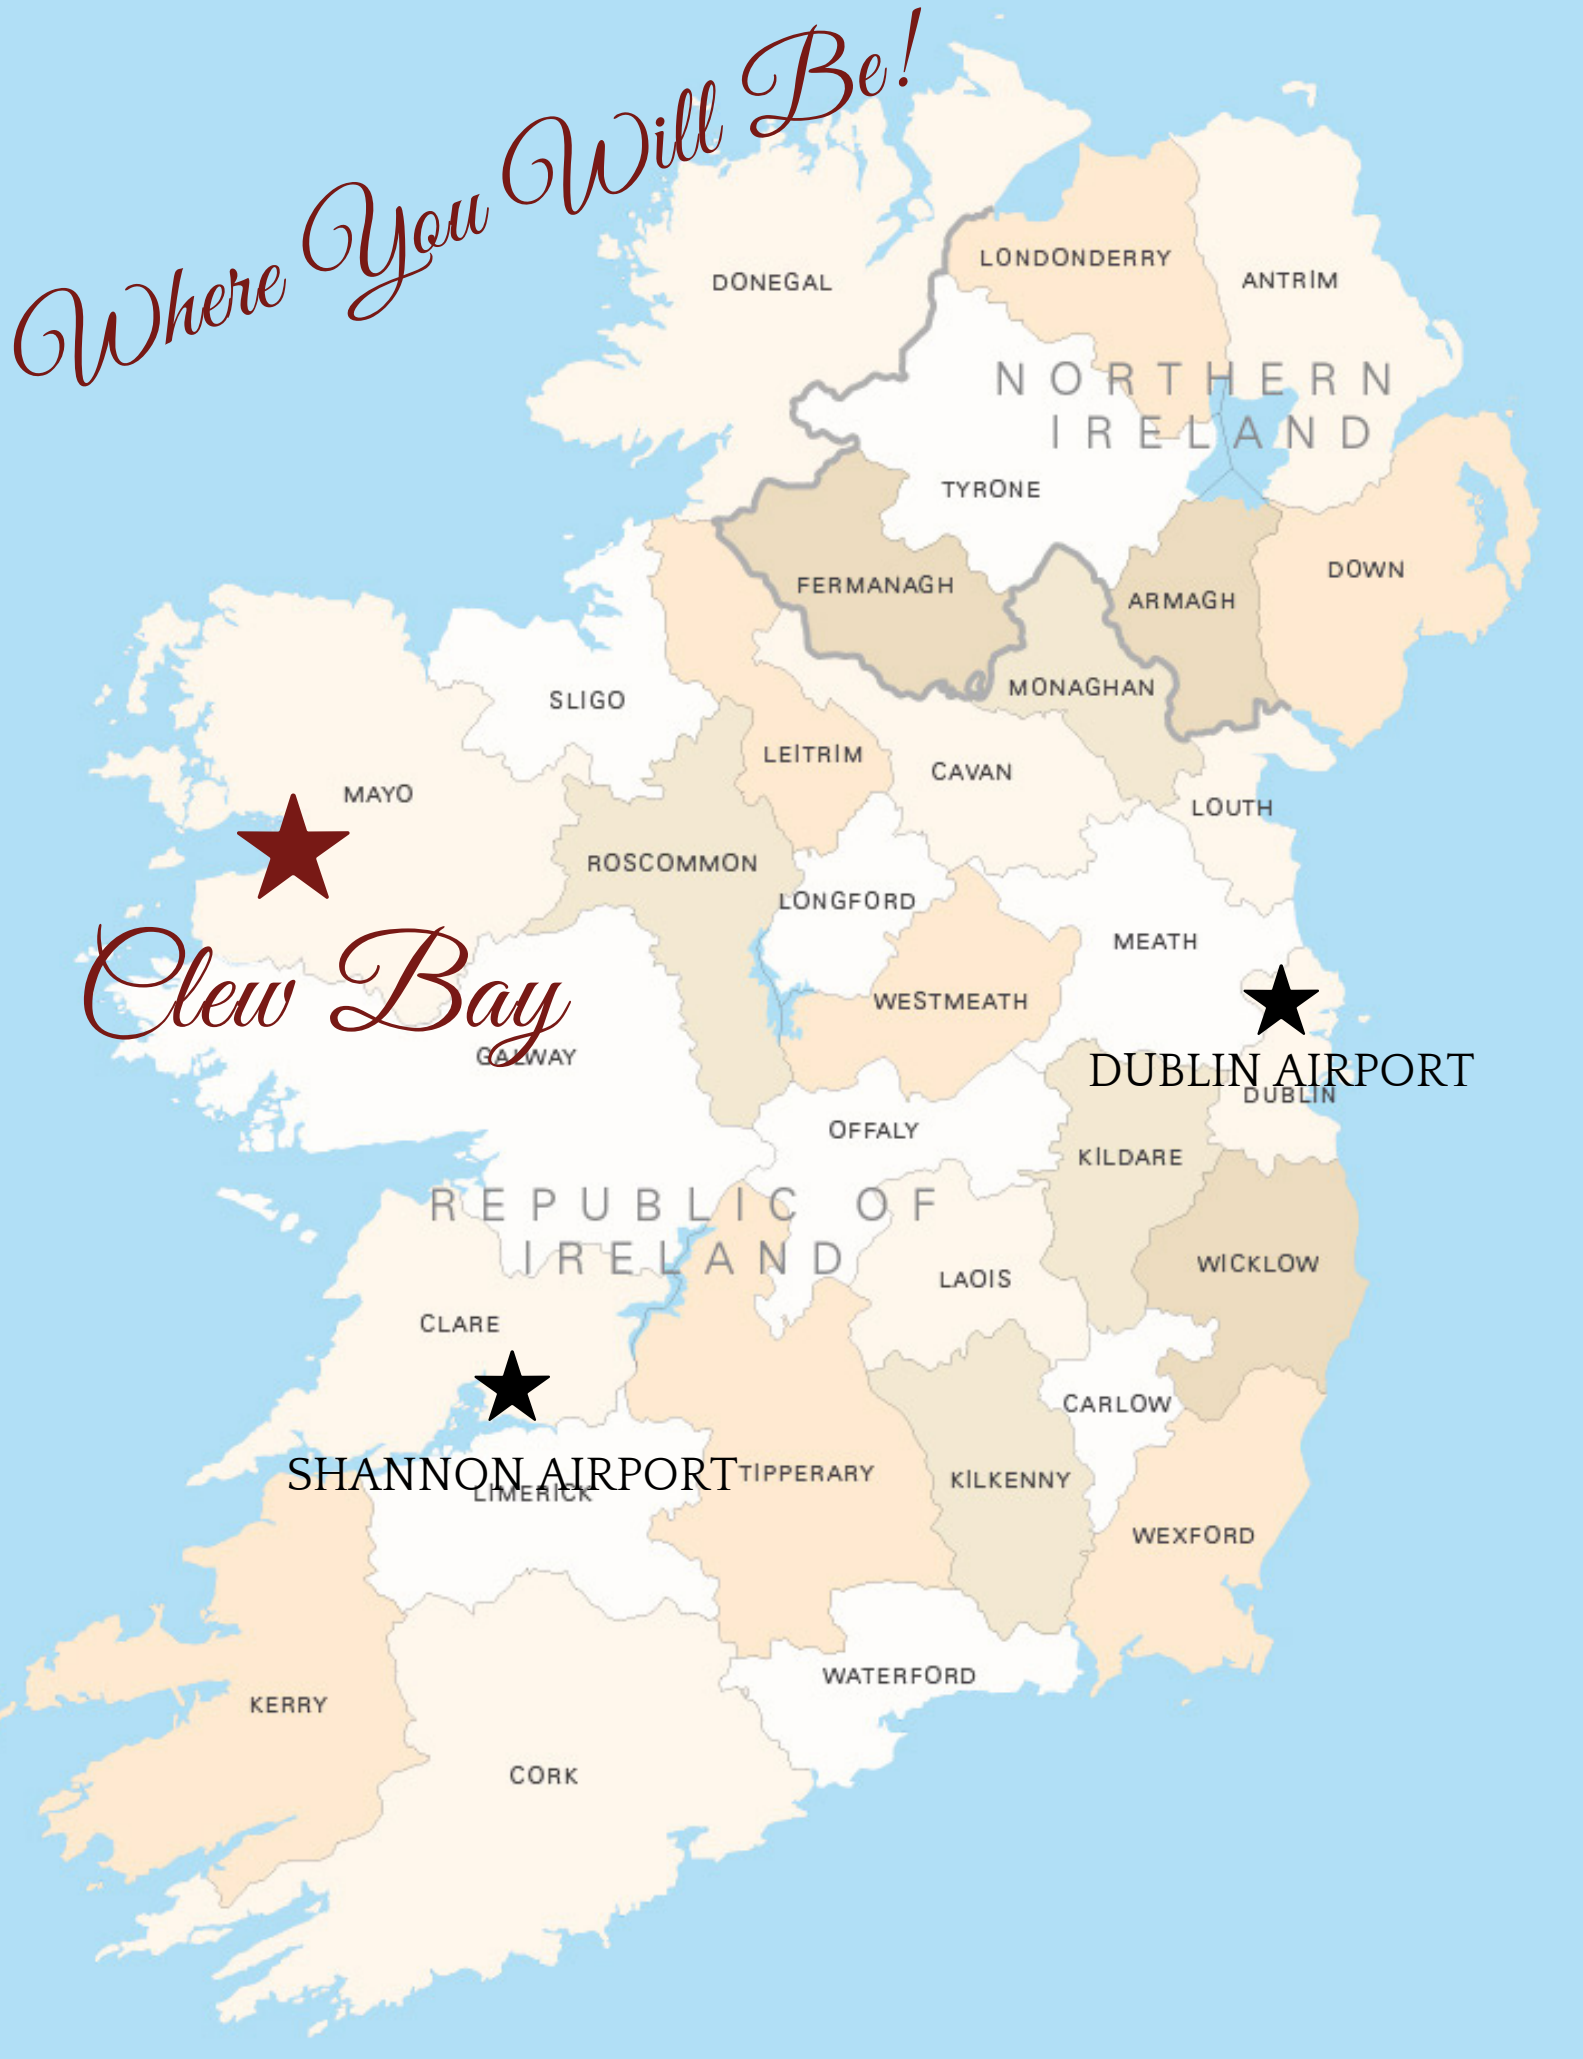 Where You Will Be!
DONEGAL
LONDONDERRY
ANTRIM
NORTHERN
IRELAND
TYRONE
FERMANAGH
ARMAGH
DOWN
MONAGHAN
SLIGO
LEITRIM
CAVAN
MAYO
LOUTH
ROSCOMMON
LONGFORD
MEATH
Clew Bay
WESTMEATH
GALWAY
DUBLIN AIRPORT
DUBLIN
OFFALY
KILDARE
REPUBLIC OF
IRELAND
WICKLOW
LAOIS
CLARE
CARLOW
SHANNON AIRPORT
LIMERICK
TIPPERARY
KILKENNY
WEXFORD
WATERFORD
KERRY
CORK